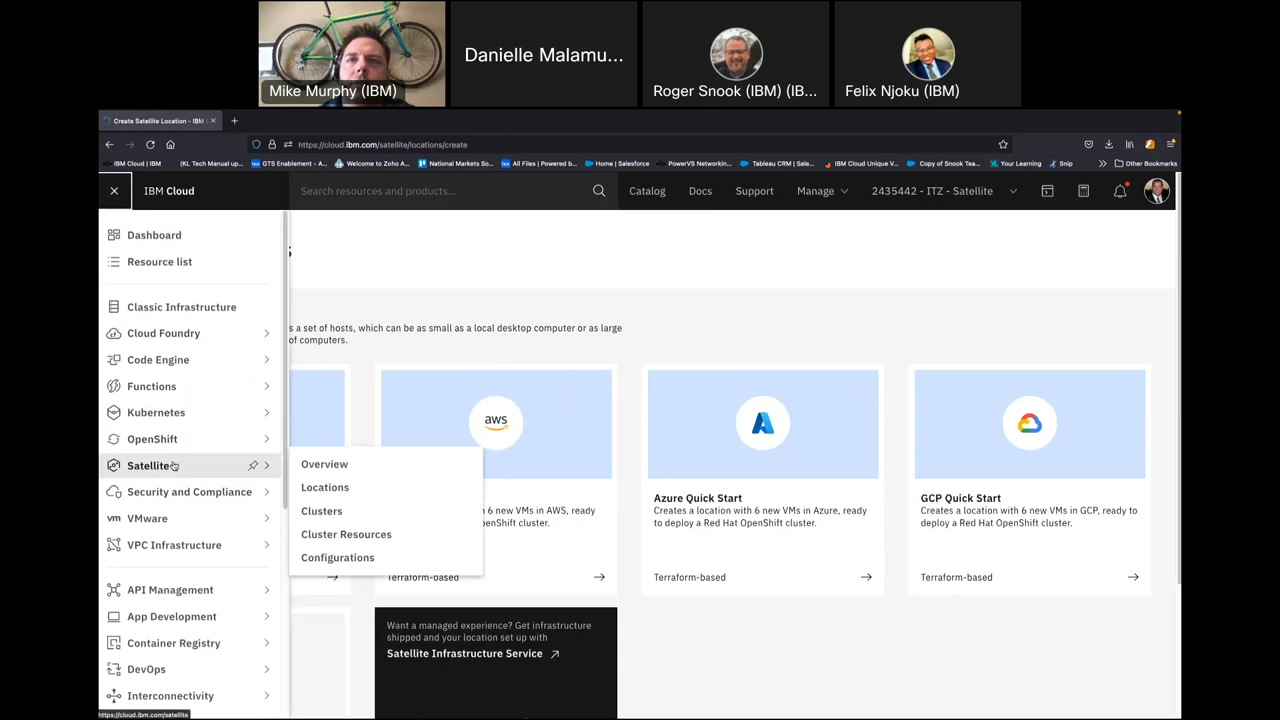 Danielle Malamu...
Mike Murphy (IBM)
Roger Snook (IBM) (IB...
Felix Njoku (IBM)
Create Satellite Location - IBM
https://cloud.ibm.com/satellite/locations/create
IBM Cloud | IBM
(KL Tech Manual up...
GTS Enablement - A...
Welcome to Zoho A...
National Markets So...
All Files | Powered b...
Home | Salesforce
PowerVS Networkin...
Tableau CRM | Sale...
IBM Cloud Unique V...
Copy of Snook Tea...
Your Learning
Snip
Other Bookmarks
IBM Cloud
Search resources and products...
Catalog
Docs
Support
Manage
2435442 - ITZ - Satellite
Dashboard
Resource list
Classic Infrastructure
Cloud Foundry
Code Engine
Functions
Kubernetes
OpenShift
Satellite
Security and Compliance
VMware
VPC Infrastructure
API Management
App Development
Container Registry
DevOps
Interconnectivity
https://cloud.ibm.com/satellite
Overview
Locations
Clusters
Cluster Resources
Configurations
s
s a set of hosts, which can be as small as a local desktop computer or as large
of computers.
aws
with 6 new VMs in AWS, ready
OpenShift cluster.
Terraform-based
Azure Quick Start
Creates a location with 6 new VMs in Azure, ready
to deploy a Red Hat OpenShift cluster.
Terraform-based
GCP Quick Start
Creates a location with 6 new VMs in GCP, ready to
deploy a Red Hat OpenShift cluster.
Terraform-based
Want a managed experience? Get infrastructure
shipped and your location set up with
Satellite Infrastructure Service